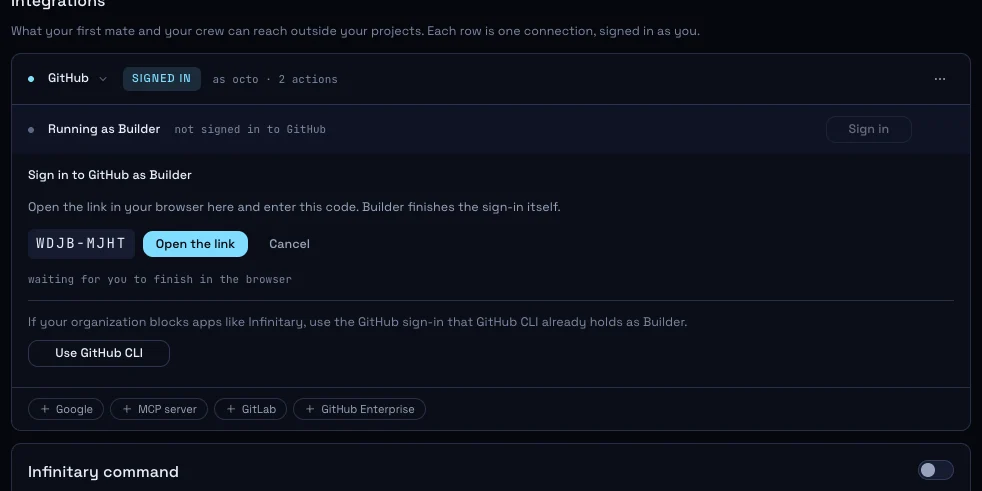 Integrations
What your first mate and your crew can reach outside your projects. Each row is one connection, signed in as you.
GitHub SIGNED IN as octo · 2 actions ...
Running as Builder not signed in to GitHub Sign in
Sign in to GitHub as Builder
Open the link in your browser here and enter this code. Builder finishes the sign-in itself.
WDJB-MJHT Open the link Cancel
waiting for you to finish in the browser
If your organization blocks apps like Infinitary, use the GitHub sign-in that GitHub CLI already holds as Builder.
Use GitHub CLI
+ Google + MCP server + GitLab + GitHub Enterprise
Infinitary command